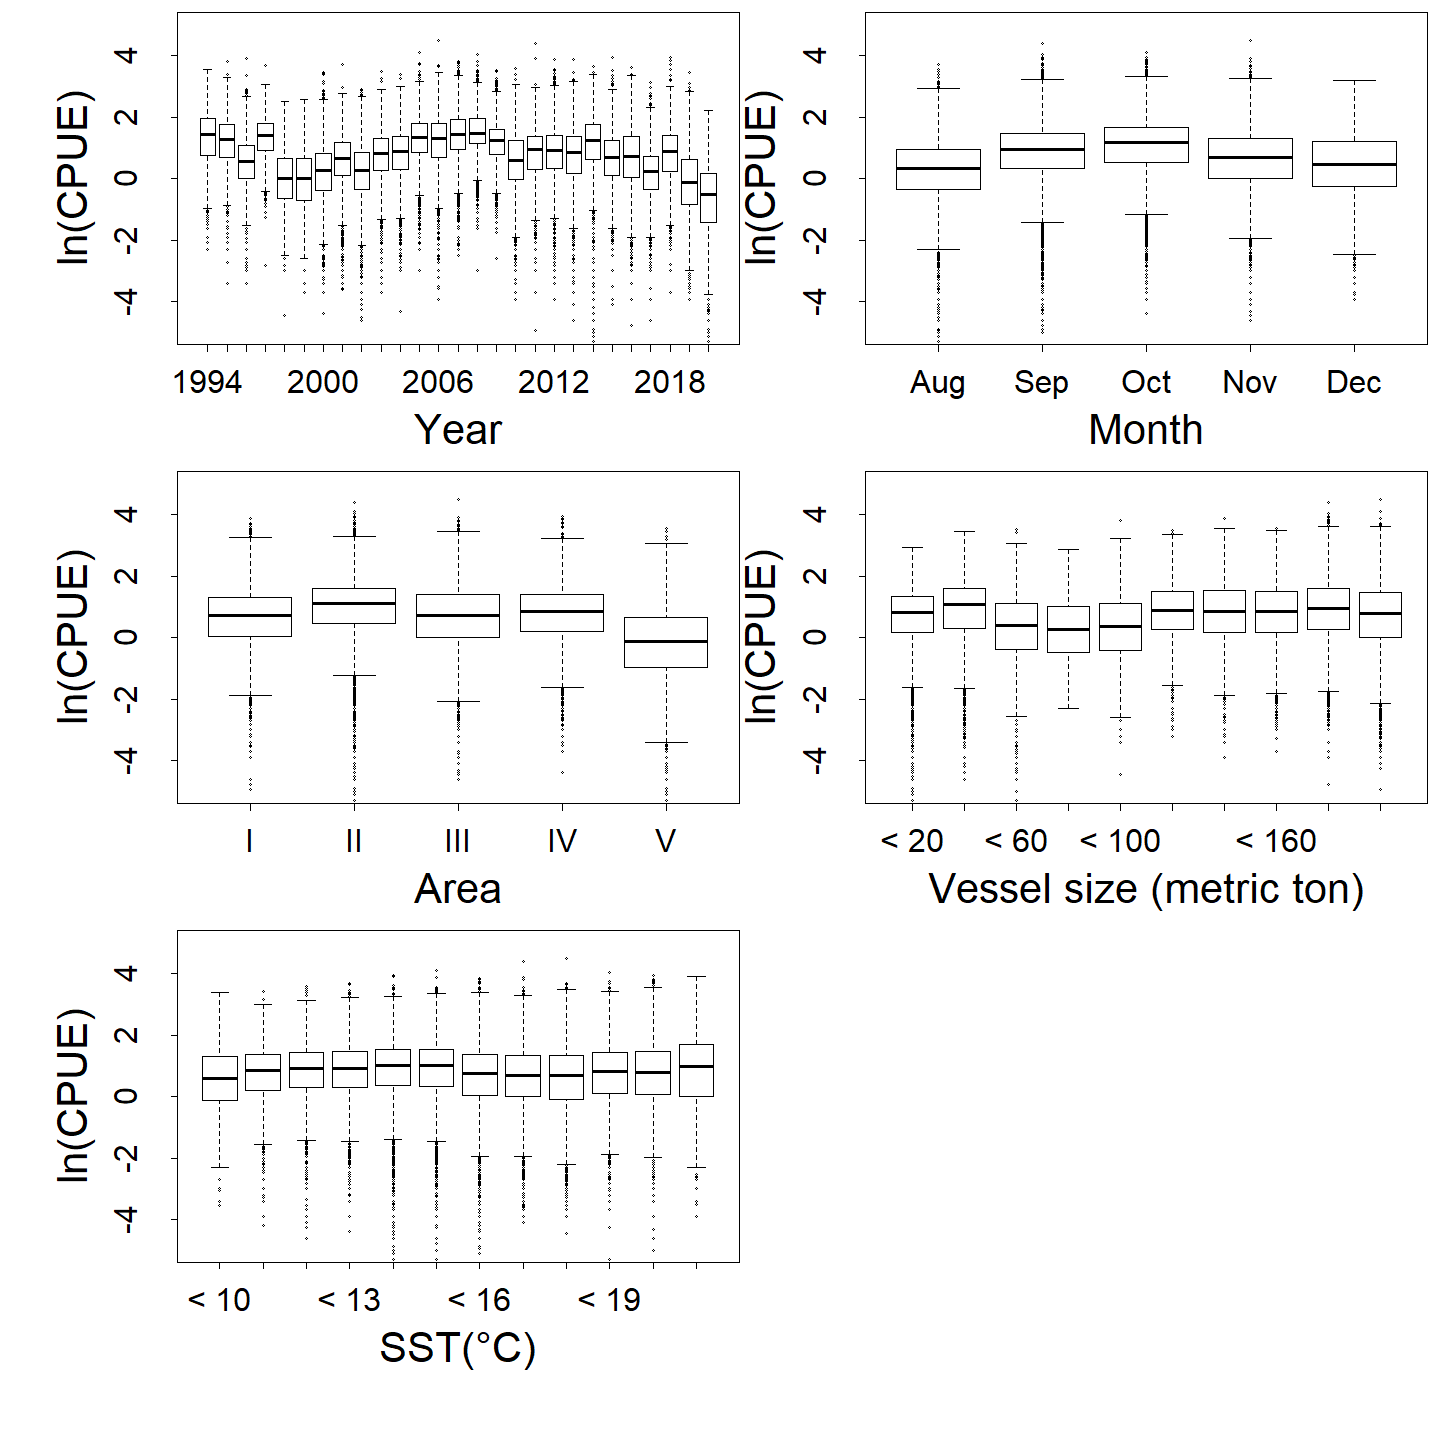 ln(CPUE)
4
2
0
-2
-4
1994 2000 2006 2012 2018
Year
ln(CPUE)
4
2
0
-2
-4
Aug Sep Oct Nov Dec
Month
ln(CPUE)
4
2
0
-2
-4
I II III IV V
Area
ln(CPUE)
4
2
0
-2
-4
< 20 < 60 < 100 < 160
Vessel size (metric ton)
ln(CPUE)
4
2
0
-2
-4
< 10 < 13 < 16 < 19
SST(°C)